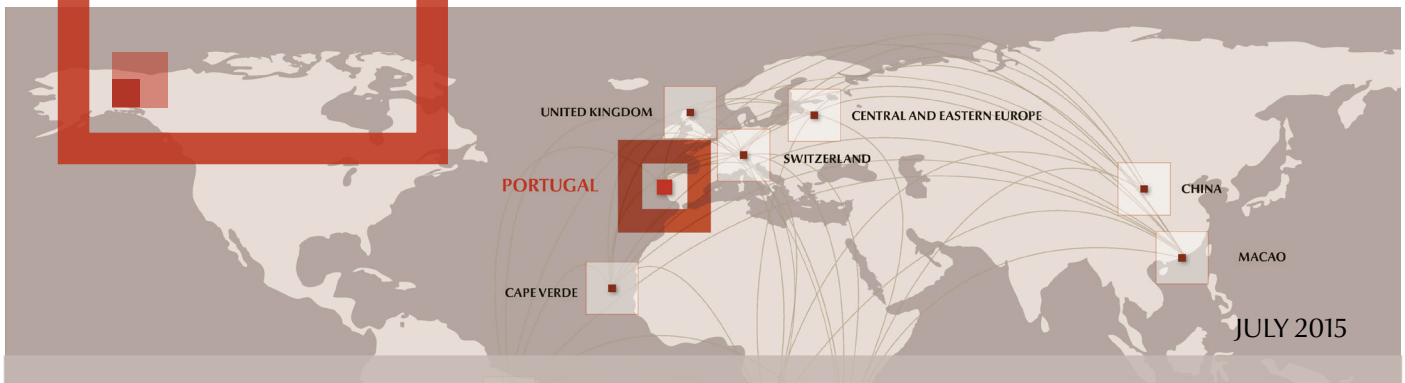 UNITED KINGDOM
CENTRAL AND EASTERN EUROPE
SWITZERLAND
PORTUGAL
CHINA
MACAO
CAPE VERDE
JULY 2015